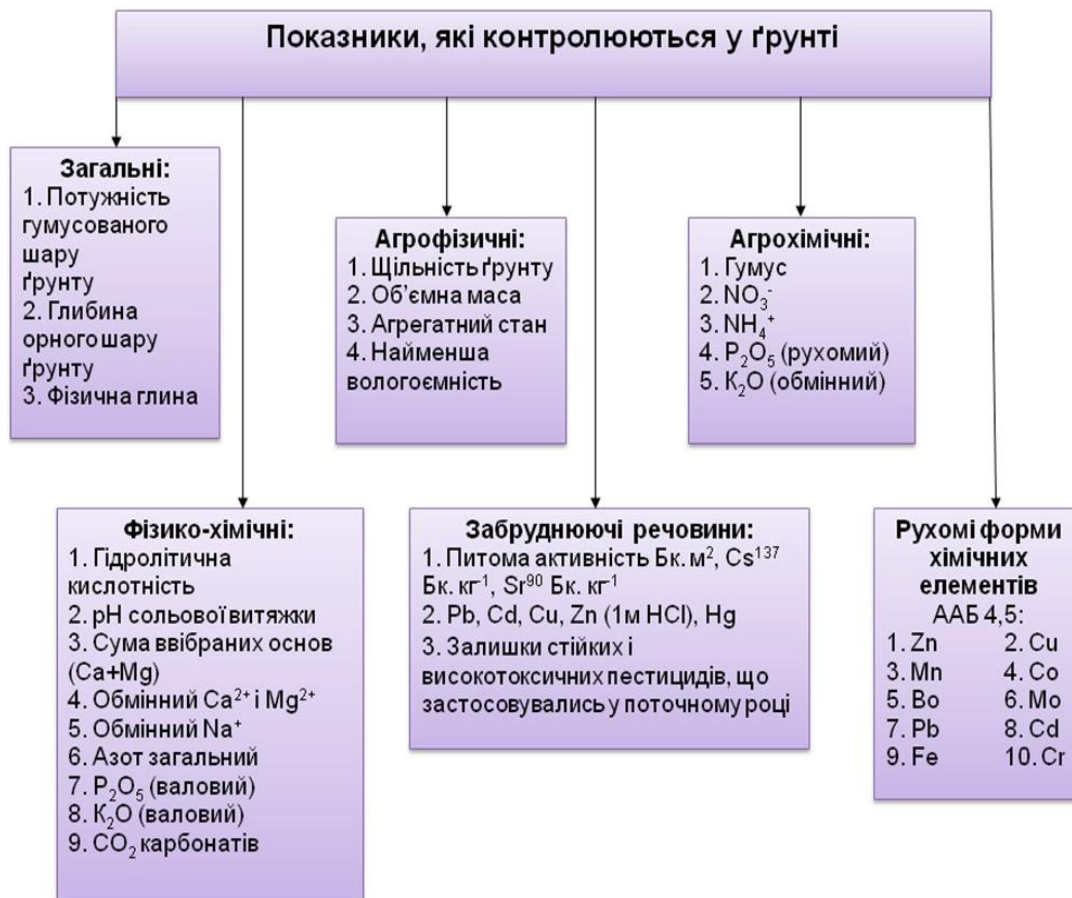 Показники, які контролюються у ґрунті
Загальні:
1. Потужність
гумусованого
шару
ґрунту
2. Глибина
орного шару
ґрунту
3. Фізична глина
Агрофізичні:
1. Щільність ґрунту
2. Об’ємна маса
3. Агрегатний стан
4. Найменша
вологоємність
Агрохімічні:
1. Гумус
2. NO₃⁻
3. NH₄⁺
4. P₂O₅ (рухомий)
5. К₂О (обмінний)
Фізико-хімічні:
1. Гідролітична
кислотність
2. рН сольової витяжки
3. Сума ввібраних основ
(Ca+Mg)
4. Обмінний Ca²⁺ і Mg²⁺
5. Обмінний Na⁺
6. Азот загальний
7. P₂O₅ (валовий)
8. К₂О (валовий)
9. CO₂ карбонатів
Забруднюючі речовини:
1. Питома активність Бк. м², Cs¹³⁷
Бк. кг⁻¹, Sr⁹⁰ Бк. кг⁻¹
2. Pb, Cd, Cu, Zn (1м HCl), Hg
3. Залишки стійких і
високотоксичних пестицидів, що
застосовувались у поточному році
Рухомі форми
хімічних
елементів
ААБ 4,5:
1. Zn 2. Cu
3. Mn 4. Co
5. Bo 6. Mo
7. Pb 8. Cd
9. Fe 10. Cr